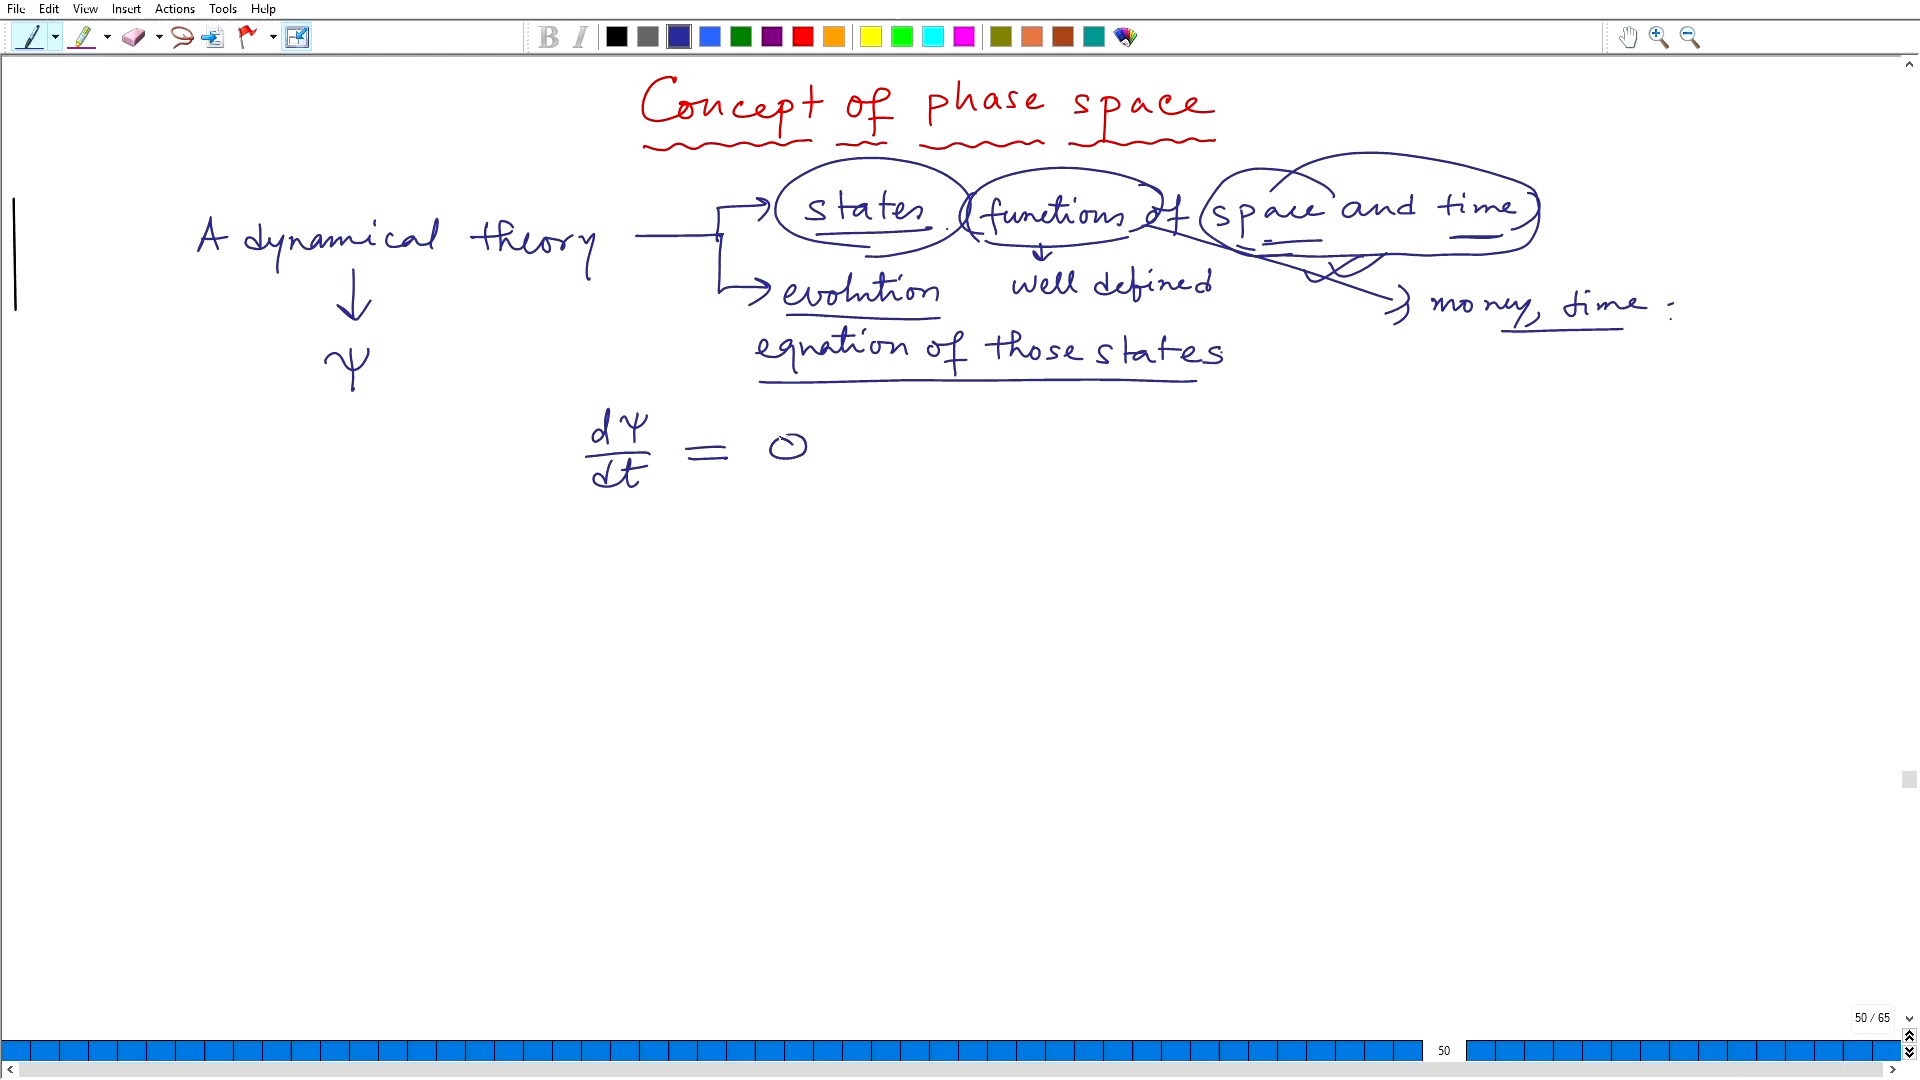 File Edit View Insert Actions Tools Help
B I
Concept of phase space
A dynamical theory
states functions of space and time
evolution well defined money, time :
equation of those states
Ψ
dΨ/dt = 0
50 / 65
50